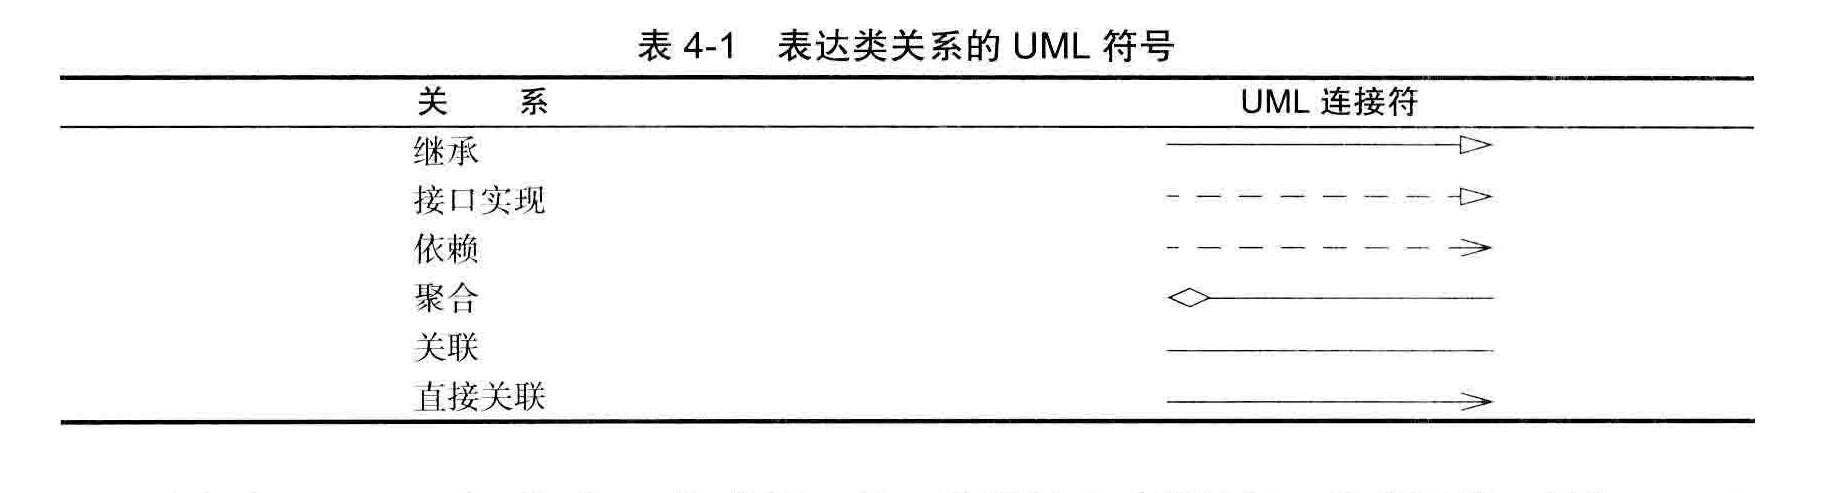 表 4-1 表达类关系的 UML 符号
关 系 UML 连接符
继承
接口实现
依赖
聚合
关联
直接关联